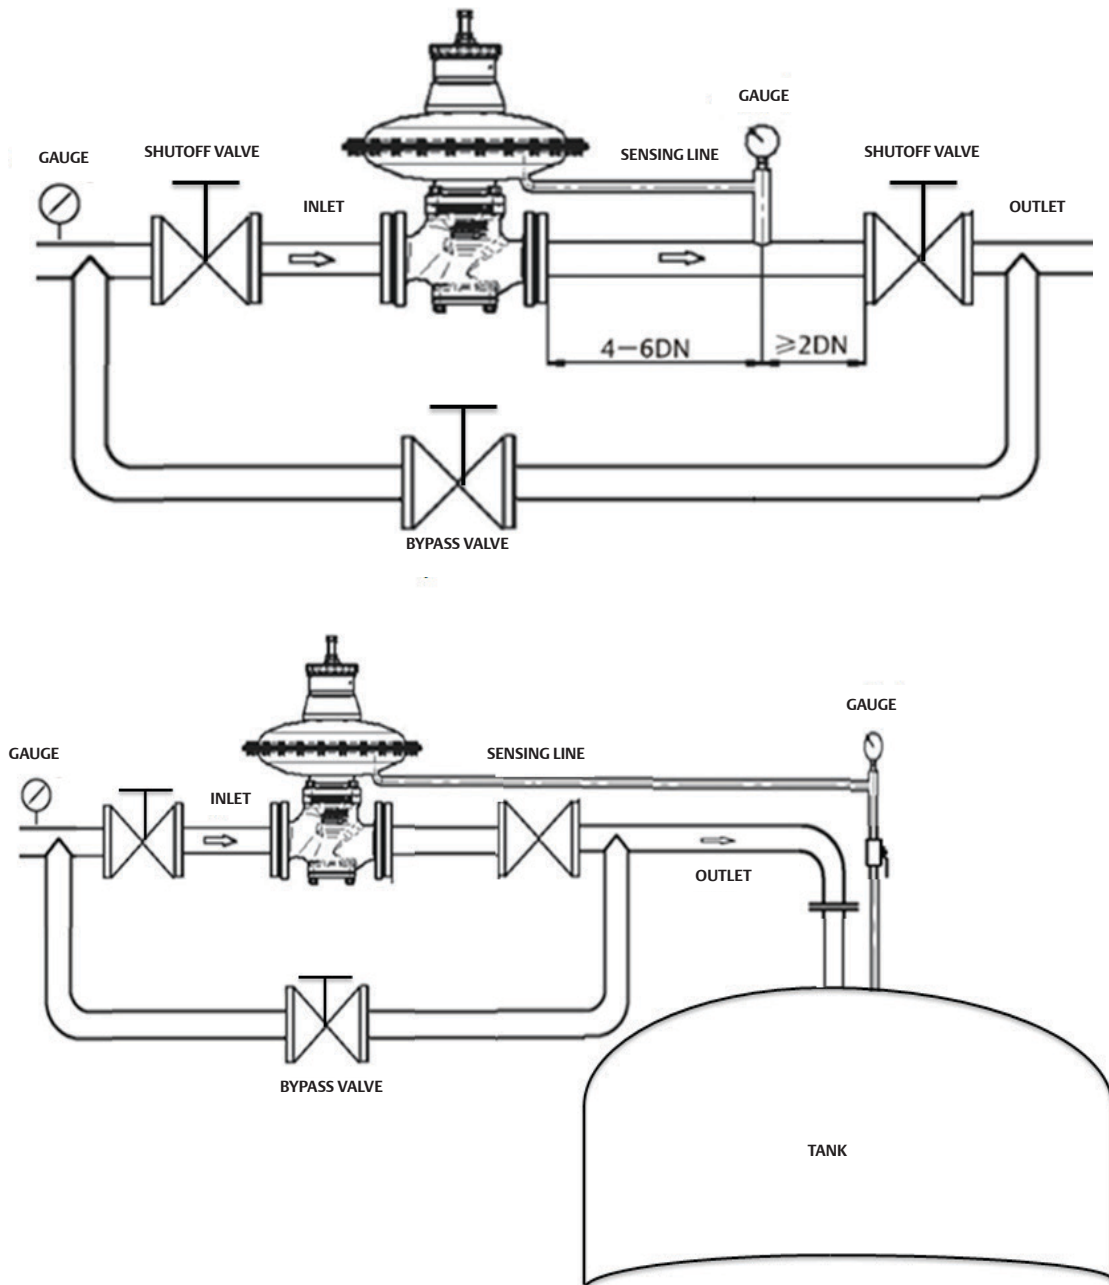 GAUGE
GAUGE
SHUTOFF VALVE
SENSING LINE
SHUTOFF VALVE
INLET
OUTLET
4-6DN
≥2DN
BYPASS VALVE
GAUGE
GAUGE
SENSING LINE
INLET
OUTLET
BYPASS VALVE
TANK